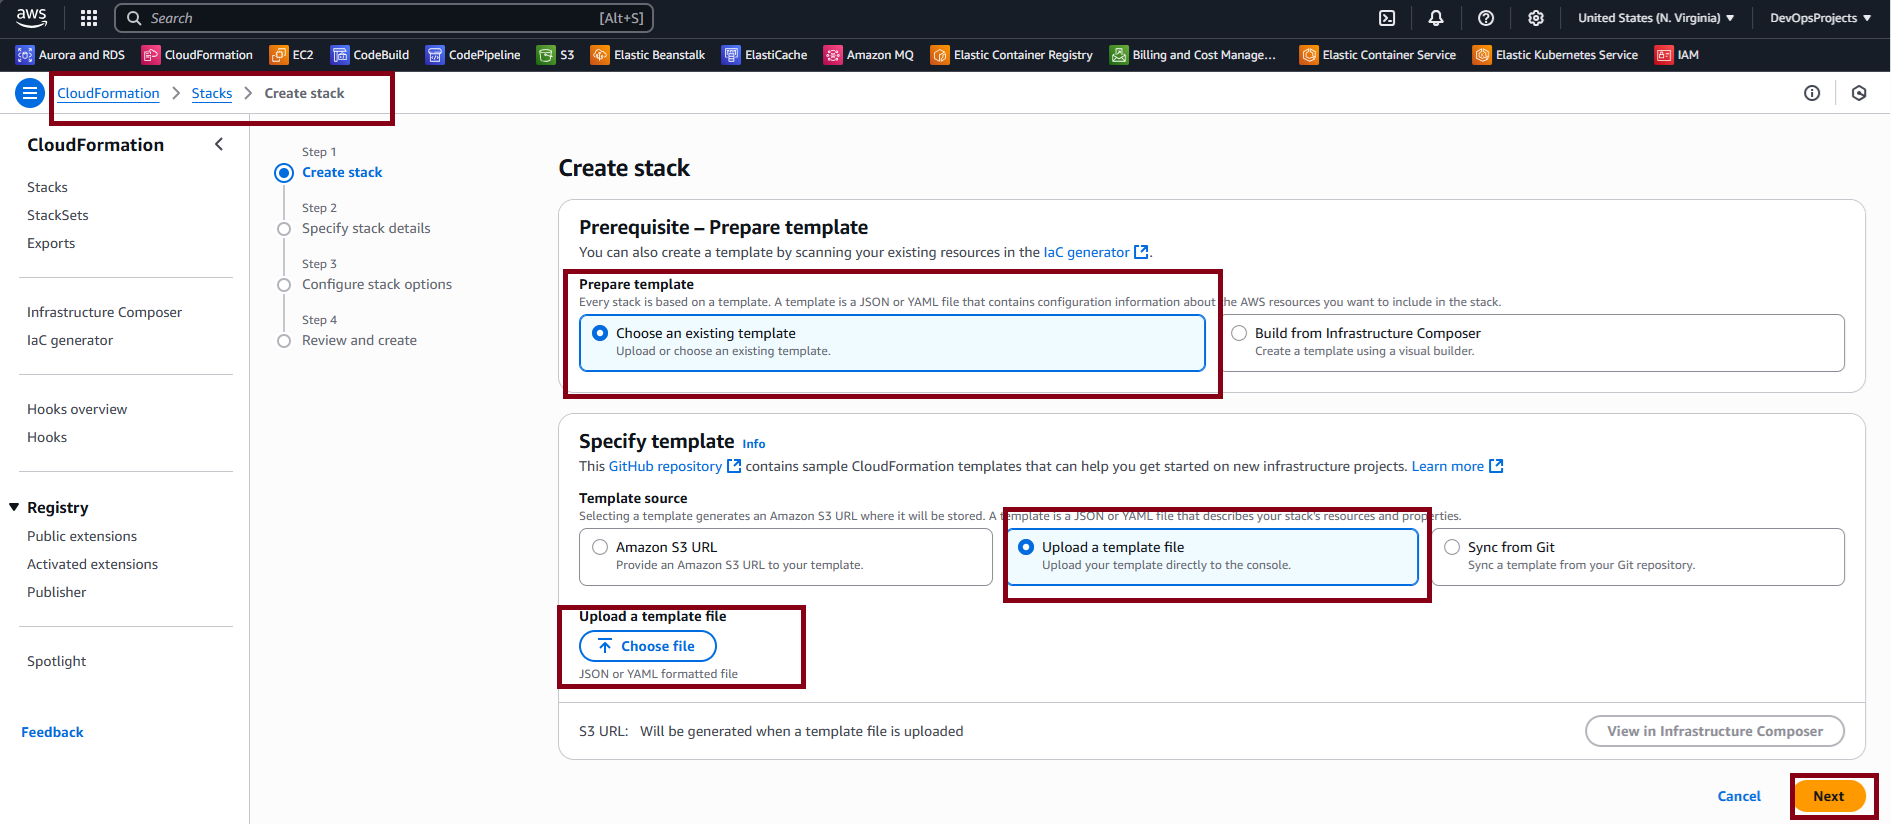 aws
Search [Alt+S]
United States (N. Virginia)
DevOpsProjects
Aurora and RDS
CloudFormation
EC2
CodeBuild
CodePipeline
S3
Elastic Beanstalk
ElastiCache
Amazon MQ
Elastic Container Registry
Billing and Cost Manage...
Elastic Container Service
Elastic Kubernetes Service
IAM
CloudFormation > Stacks > Create stack
CloudFormation
Stacks
StackSets
Exports
Infrastructure Composer
IaC generator
Hooks overview
Hooks
Registry
Public extensions
Activated extensions
Publisher
Spotlight
Feedback
Step 1
Create stack
Step 2
Specify stack details
Step 3
Configure stack options
Step 4
Review and create
Create stack
Prerequisite – Prepare template
You can also create a template by scanning your existing resources in the IaC generator.
Prepare template
Every stack is based on a template. A template is a JSON or YAML file that contains configuration information about the AWS resources you want to include in the stack.
Choose an existing template
Upload or choose an existing template.
Build from Infrastructure Composer
Create a template using a visual builder.
Specify template Info
This GitHub repository contains sample CloudFormation templates that can help you get started on new infrastructure projects. Learn more
Template source
Selecting a template generates an Amazon S3 URL where it will be stored. A template is a JSON or YAML file that describes your stack's resources and properties.
Amazon S3 URL
Provide an Amazon S3 URL to your template.
Upload a template file
Upload your template directly to the console.
Sync from Git
Sync a template from your Git repository.
Upload a template file
Choose file
JSON or YAML formatted file
S3 URL: Will be generated when a template file is uploaded
View in Infrastructure Composer
Cancel
Next